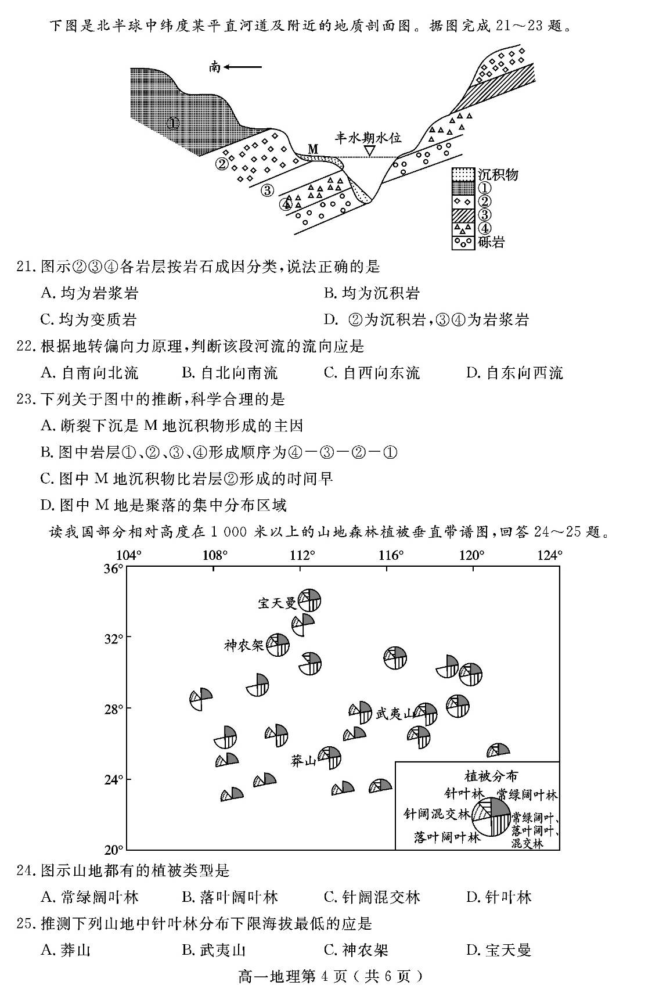 下图是北半球中纬度某平直河道及附近的地质剖面图。据图完成21～23题。
南
①
M
丰水期水位
②
③
④
沉积物
①
②
③
④
砾岩
21.图示②③④各岩层按岩石成因分类,说法正确的是
A.均为岩浆岩 B.均为沉积岩
C.均为变质岩 D. ②为沉积岩,③④为岩浆岩
22.根据地转偏向力原理,判断该段河流的流向应是
A.自南向北流 B.自北向南流 C.自西向东流 D.自东向西流
23.下列关于图中的推断,科学合理的是
A.断裂下沉是M地沉积物形成的主因
B.图中岩层①、②、③、④形成顺序为④－③－②－①
C.图中M地沉积物比岩层②形成的时间早
D.图中M地是聚落的集中分布区域
读我国部分相对高度在1 000米以上的山地森林植被垂直带谱图,回答24～25题。
104° 108° 112° 116° 120° 124°
36°
宝天曼
32°
神农架
28°
武夷山
莽山
24°
20°
植被分布
针叶林 常绿阔叶林
针阔混交林
常绿阔叶、
落叶阔叶、
混交林
落叶阔叶林
24.图示山地都有的植被类型是
A.常绿阔叶林 B.落叶阔叶林 C.针阔混交林 D.针叶林
25.推测下列山地中针叶林分布下限海拔最低的应是
A.莽山 B.武夷山 C.神农架 D.宝天曼
高一地理第4页（共6页）